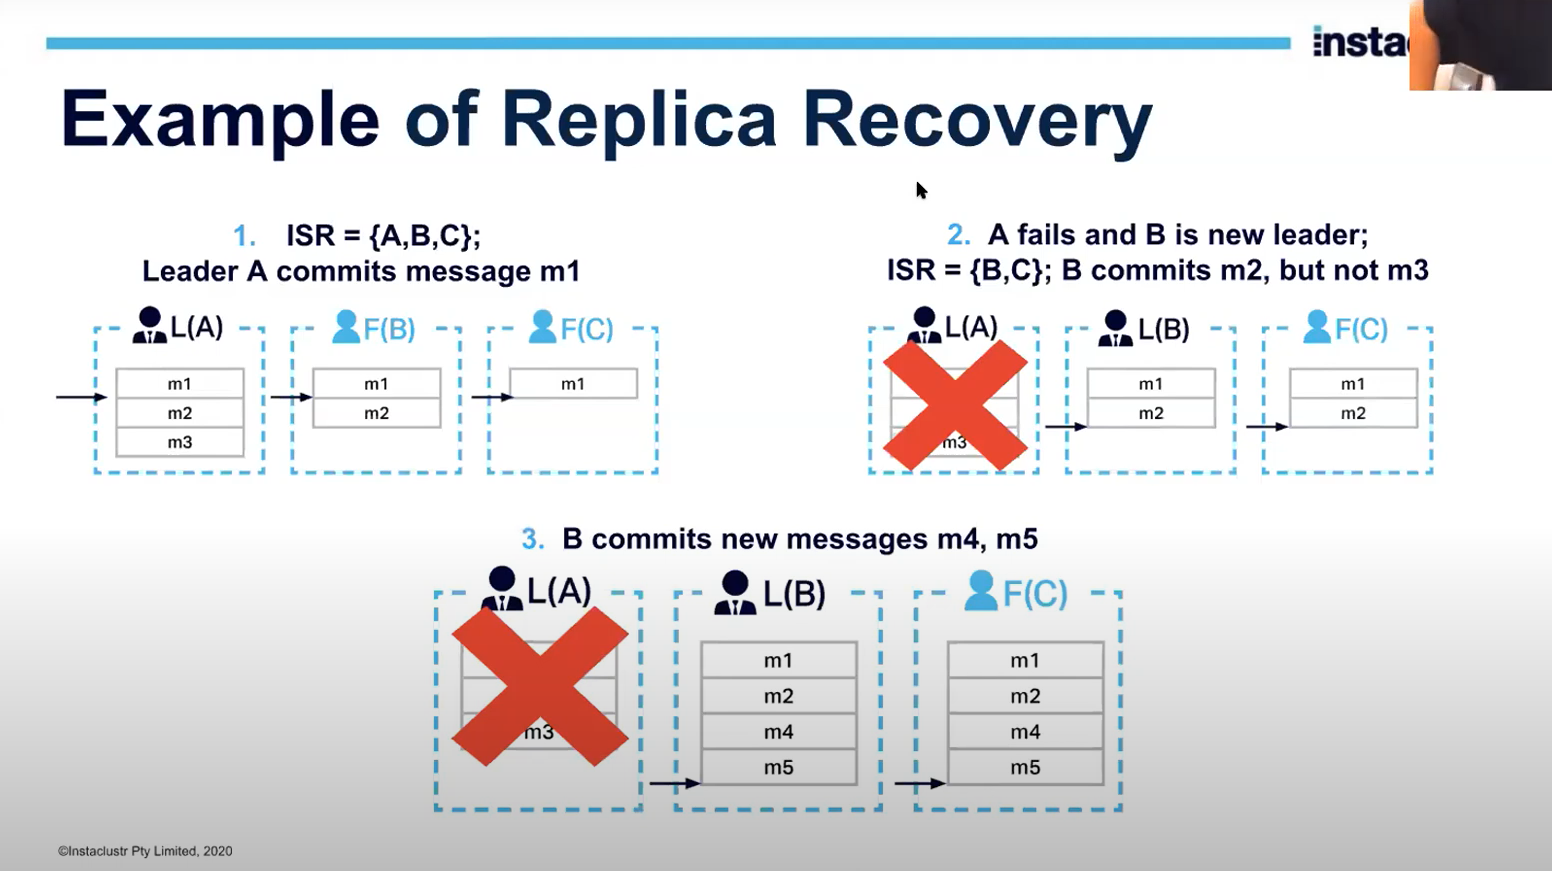 insta
Example of Replica Recovery
1. ISR = {A,B,C};
Leader A commits message m1
L(A)
F(B)
F(C)
m1
m2
m3
m1
m2
m1
2. A fails and B is new leader;
ISR = {B,C}; B commits m2, but not m3
L(A)
L(B)
F(C)
m3
m1
m2
m1
m2
3. B commits new messages m4, m5
L(A)
L(B)
F(C)
m3
m1
m2
m4
m5
m1
m2
m4
m5
©Instaclustr Pty Limited, 2020